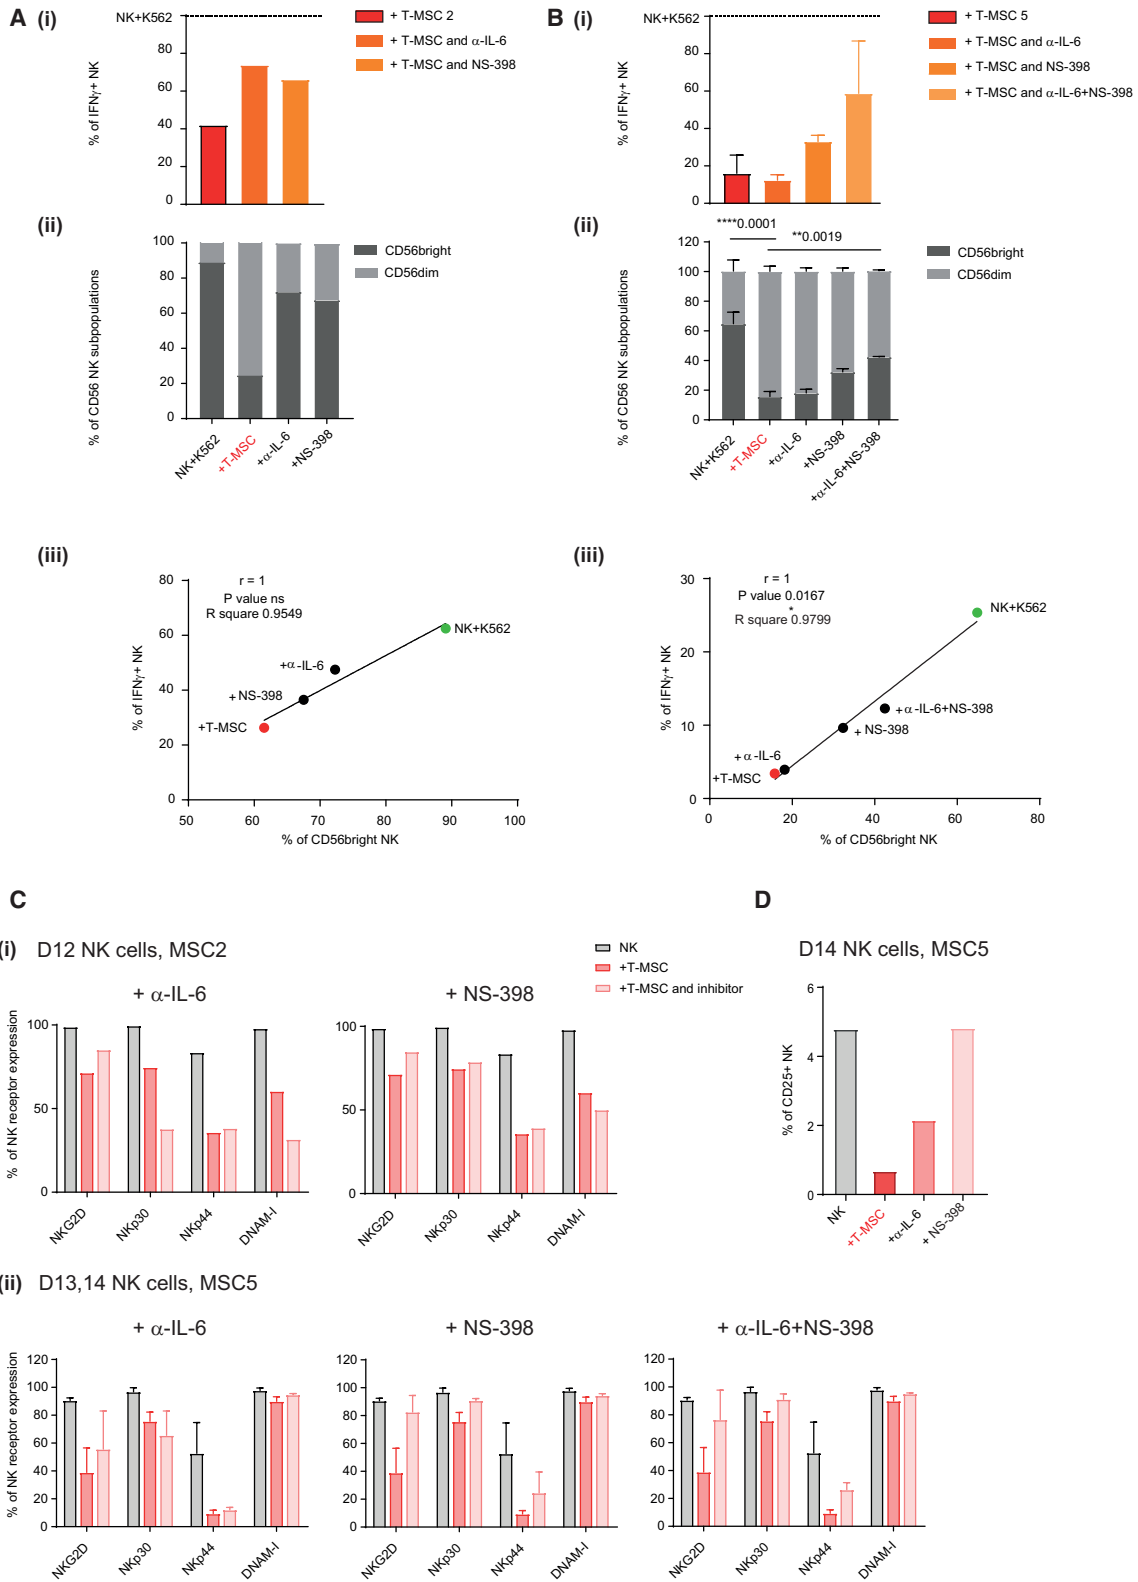 A (i)
NK+K562
80
60
40
20
0
% of IFNγ+ NK
+ T-MSC 2
+ T-MSC and α-IL-6
+ T-MSC and NS-398
(ii)
100
80
60
40
20
0
% of CD56 NK subpopulations
CD56bright
CD56dim
NK+K562
+T-MSC
+α-IL-6
+NS-398
(iii)
80
60
40
20
0
% of IFNγ+ NK
r = 1
P value ns
R square 0.9549
NK+K562
+α-IL-6
+ NS-398
+T-MSC
50 60 70 80 90 100
% of CD56bright NK
B (i)
NK+K562
80
60
40
20
0
% of IFNγ+ NK
+ T-MSC 5
+ T-MSC and α-IL-6
+ T-MSC and NS-398
+ T-MSC and α-IL-6+NS-398
(ii)
****0.0001
**0.0019
120
100
80
60
40
20
0
% of CD56 NK subpopulations
CD56bright
CD56dim
NK+K562
+T-MSC
+α-IL-6
+NS-398
+α-IL-6+NS-398
(iii)
30
20
10
0
% of IFNγ+ NK
r = 1
P value 0.0167
*
R square 0.9799
NK+K562
+ α-IL-6+NS-398
+ NS-398
+ α-IL-6
+T-MSC
0 20 40 60 80
% of CD56bright NK
C
(i) D12 NK cells, MSC2
NK
+T-MSC
+T-MSC and inhibitor
+ α-IL-6
100
50
0
% of NK receptor expression
NKG2D
NKp30
NKp44
DNAM-I
+ NS-398
100
50
0
NKG2D
NKp30
NKp44
DNAM-I
(ii) D13,14 NK cells, MSC5
+ α-IL-6
120
100
80
60
40
20
0
% of NK receptor expression
NKG2D
NKp30
NKp44
DNAM-I
+ NS-398
120
100
80
60
40
20
0
NKG2D
NKp30
NKp44
DNAM-I
+ α-IL-6+NS-398
120
100
80
60
40
20
0
NKG2D
NKp30
NKp44
DNAM-I
D
D14 NK cells, MSC5
6
4
2
0
% of CD25+ NK
NK
+T-MSC
+α-IL-6
+ NS-398